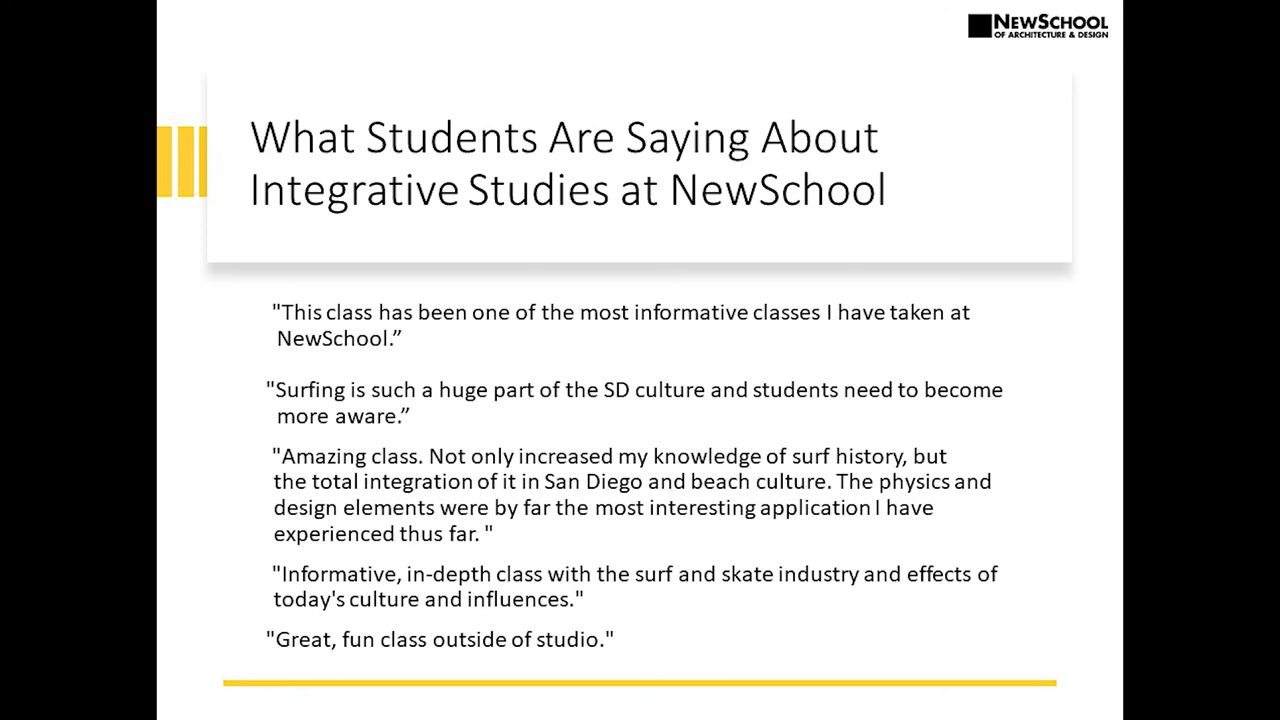 NEWSCHOOL
OF ARCHITECTURE & DESIGN
What Students Are Saying About
Integrative Studies at NewSchool
"This class has been one of the most informative classes I have taken at
NewSchool.”
"Surfing is such a huge part of the SD culture and students need to become
more aware.”
"Amazing class. Not only increased my knowledge of surf history, but
the total integration of it in San Diego and beach culture. The physics and
design elements were by far the most interesting application I have
experienced thus far. "
"Informative, in-depth class with the surf and skate industry and effects of
today's culture and influences."
"Great, fun class outside of studio."